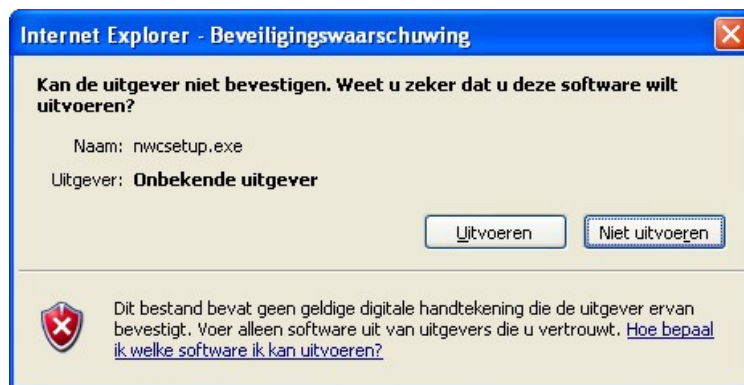 Internet Explorer - Beveiligingswaarschuwing
Kan de uitgever niet bevestigen. Weet u zeker dat u deze software wilt
uitvoeren?
Naam: nwcsetup.exe
Uitgever: Onbekende uitgever
Uitvoeren
Niet uitvoeren
Dit bestand bevat geen geldige digitale handtekening die de uitgever ervan
bevestigt. Voer alleen software uit van uitgevers die u vertrouwt. Hoe bepaal
ik welke software ik kan uitvoeren?